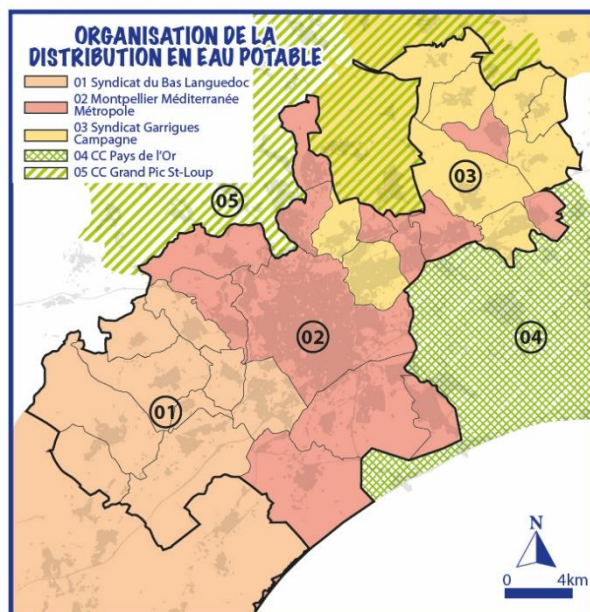 ORGANISATION DE LA
DISTRIBUTION EN EAU POTABLE
01 Syndicat du Bas Languedoc
02 Montpellier Méditerranée
Métropole
03 Syndicat Garrigues
Campagne
04 CC Pays de l'Or
05 CC Grand Pic St-Loup
03
05
02
04
01
N
0 4km